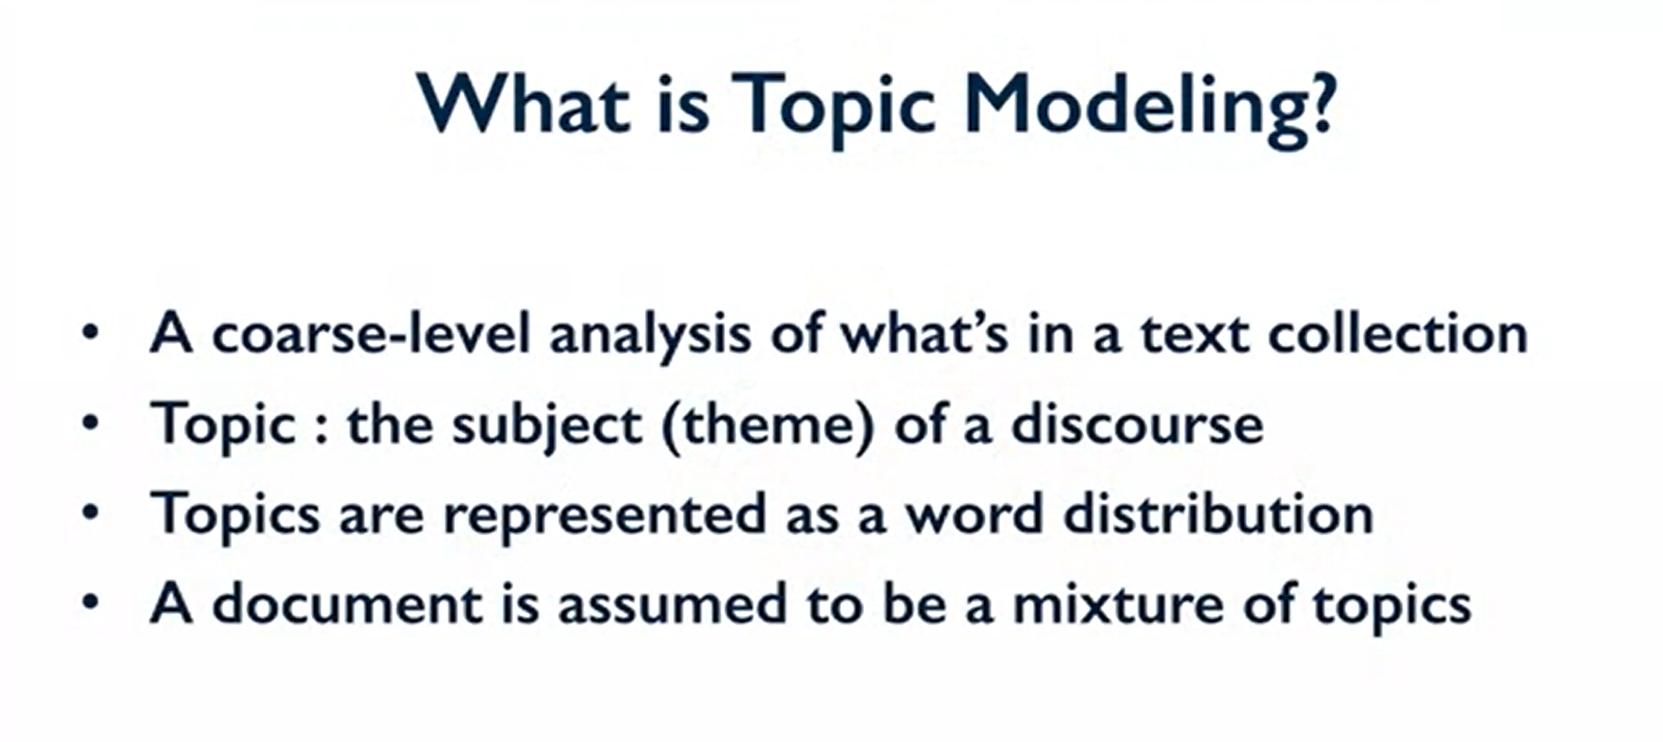 What is Topic Modeling?
• A coarse-level analysis of what’s in a text collection
• Topic : the subject (theme) of a discourse
• Topics are represented as a word distribution
• A document is assumed to be a mixture of topics